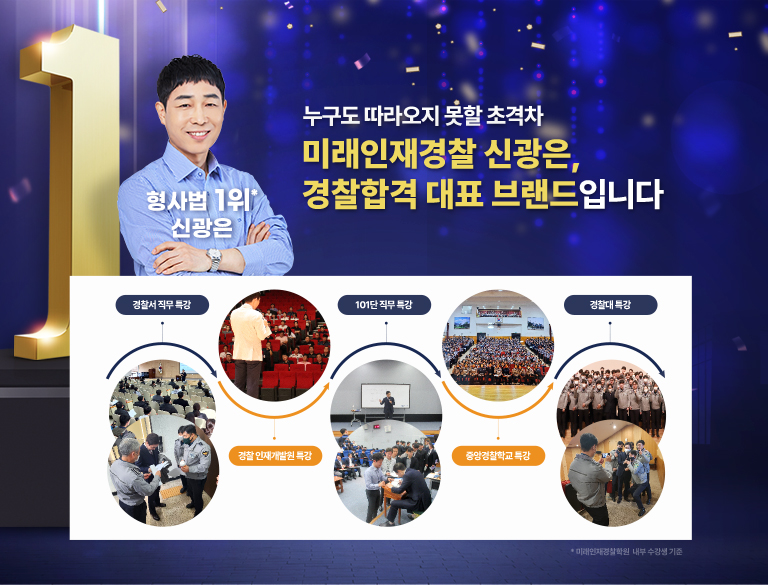 누구도 따라오지 못할 초격차
미래인재경찰 신광은,
경찰합격 대표 브랜드입니다
형사법 1위*
신광은
경찰서 직무 특강
101단 직무 특강
경찰대 특강
경찰 인재개발원 특강
중앙경찰학교 특강
* 미래인재경찰학원 내부 수강생 기준